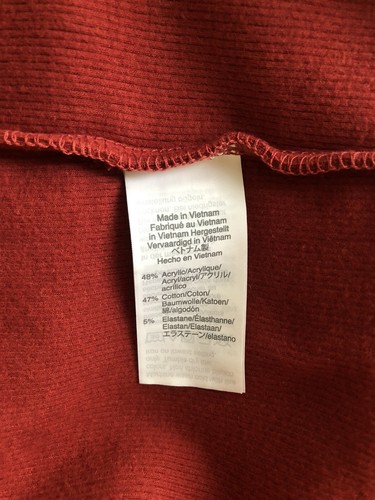 Made in Vietnam
Fabriqué au Vietnam
in Vietnam Hergestellt
Vervaardigd in Vietnam
ベトナム製
Hecho en Vietnam
48% Acrylic/Acrylique/
Acryl/acryl/アクリル/
acrílico
47% Cotton/Coton/
Baumwolle/Katoen/
綿/algodón
5% Elastane/Élasthanne/
Elastan/Elastaan/
エラステーン/elastano